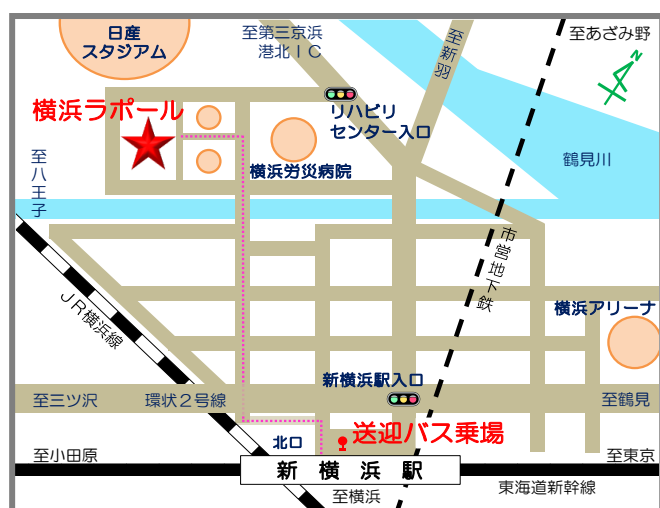 日産
スタジアム
至第三京浜
港北IC
至新羽
至あざみ野
N
横浜ラポール
リハビリ
センター入口
至八王子
横浜労災病院
鶴見川
市営地下鉄
JR横浜線
横浜アリーナ
新横浜駅入口
至三ツ沢
環状2号線
至鶴見
北口
送迎バス乗場
至小田原
新横浜駅
至東京
至横浜
東海道新幹線